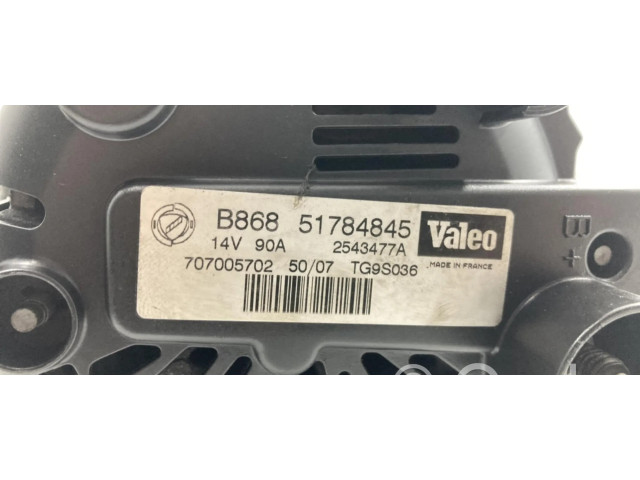 B868 51784845 Valeo
14V 90A 2543477A MADE IN FRANCE
707005702 50/07 TG9S036
B+